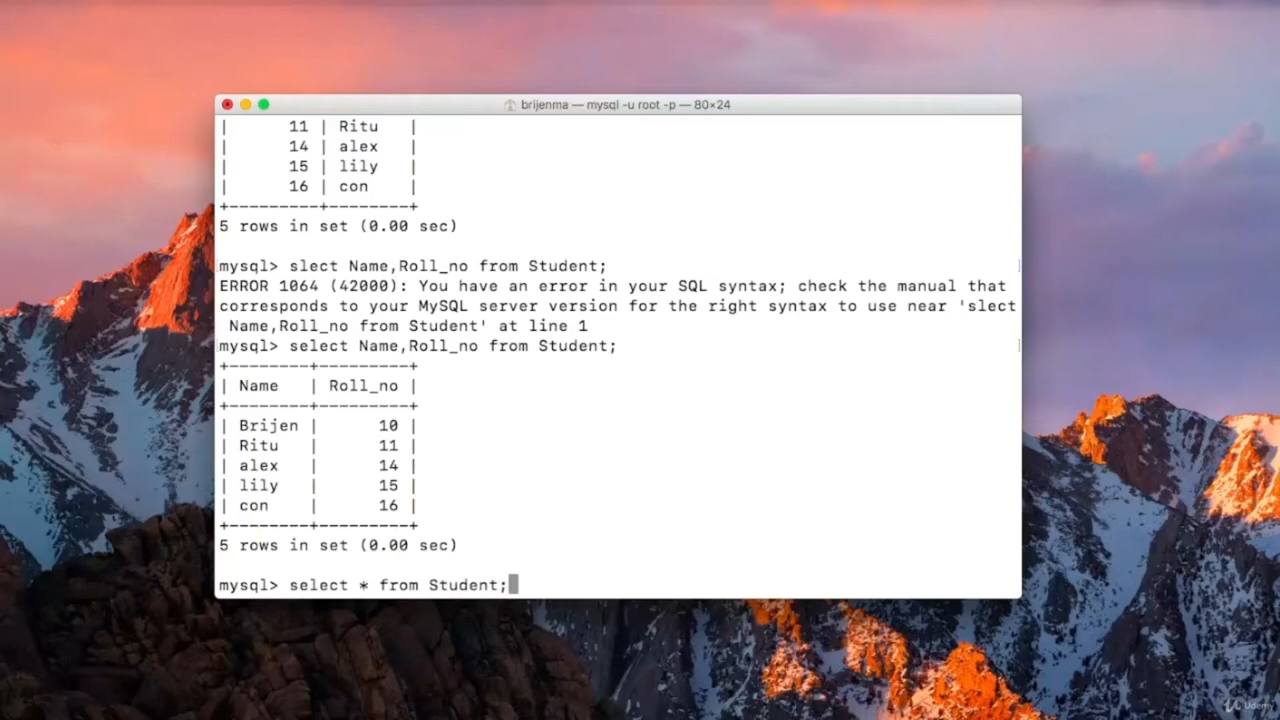 brijenma — mysql -u root -p — 80×24
|      11 | Ritu   |
|      14 | alex   |
|      15 | lily   |
|      16 | con    |
+---------+--------+
5 rows in set (0.00 sec)
mysql> slect Name,Roll_no from Student;
ERROR 1064 (42000): You have an error in your SQL syntax; check the manual that
corresponds to your MySQL server version for the right syntax to use near 'slect
 Name,Roll_no from Student' at line 1
mysql> select Name,Roll_no from Student;
+--------+---------+
| Name   | Roll_no |
+--------+---------+
| Brijen |      10 |
| Ritu   |      11 |
| alex   |      14 |
| lily   |      15 |
| con    |      16 |
+--------+---------+
5 rows in set (0.00 sec)
mysql> select * from Student;
Udemy